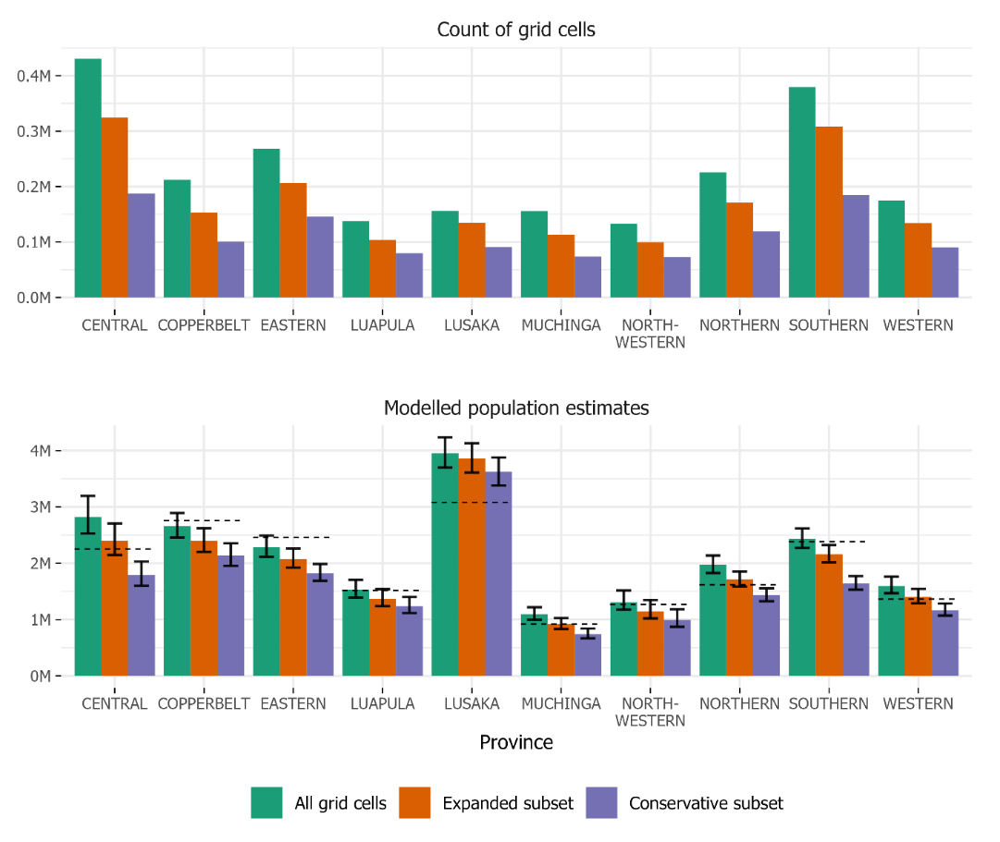 Count of grid cells
0.4M
0.3M
0.2M
0.1M
0.0M
CENTRAL COPPERBELT EASTERN LUAPULA LUSAKA MUCHINGA NORTH-WESTERN NORTHERN SOUTHERN WESTERN
Modelled population estimates
4M
3M
2M
1M
0M
CENTRAL COPPERBELT EASTERN LUAPULA LUSAKA MUCHINGA NORTH-WESTERN NORTHERN SOUTHERN WESTERN
Province
All grid cells Expanded subset Conservative subset